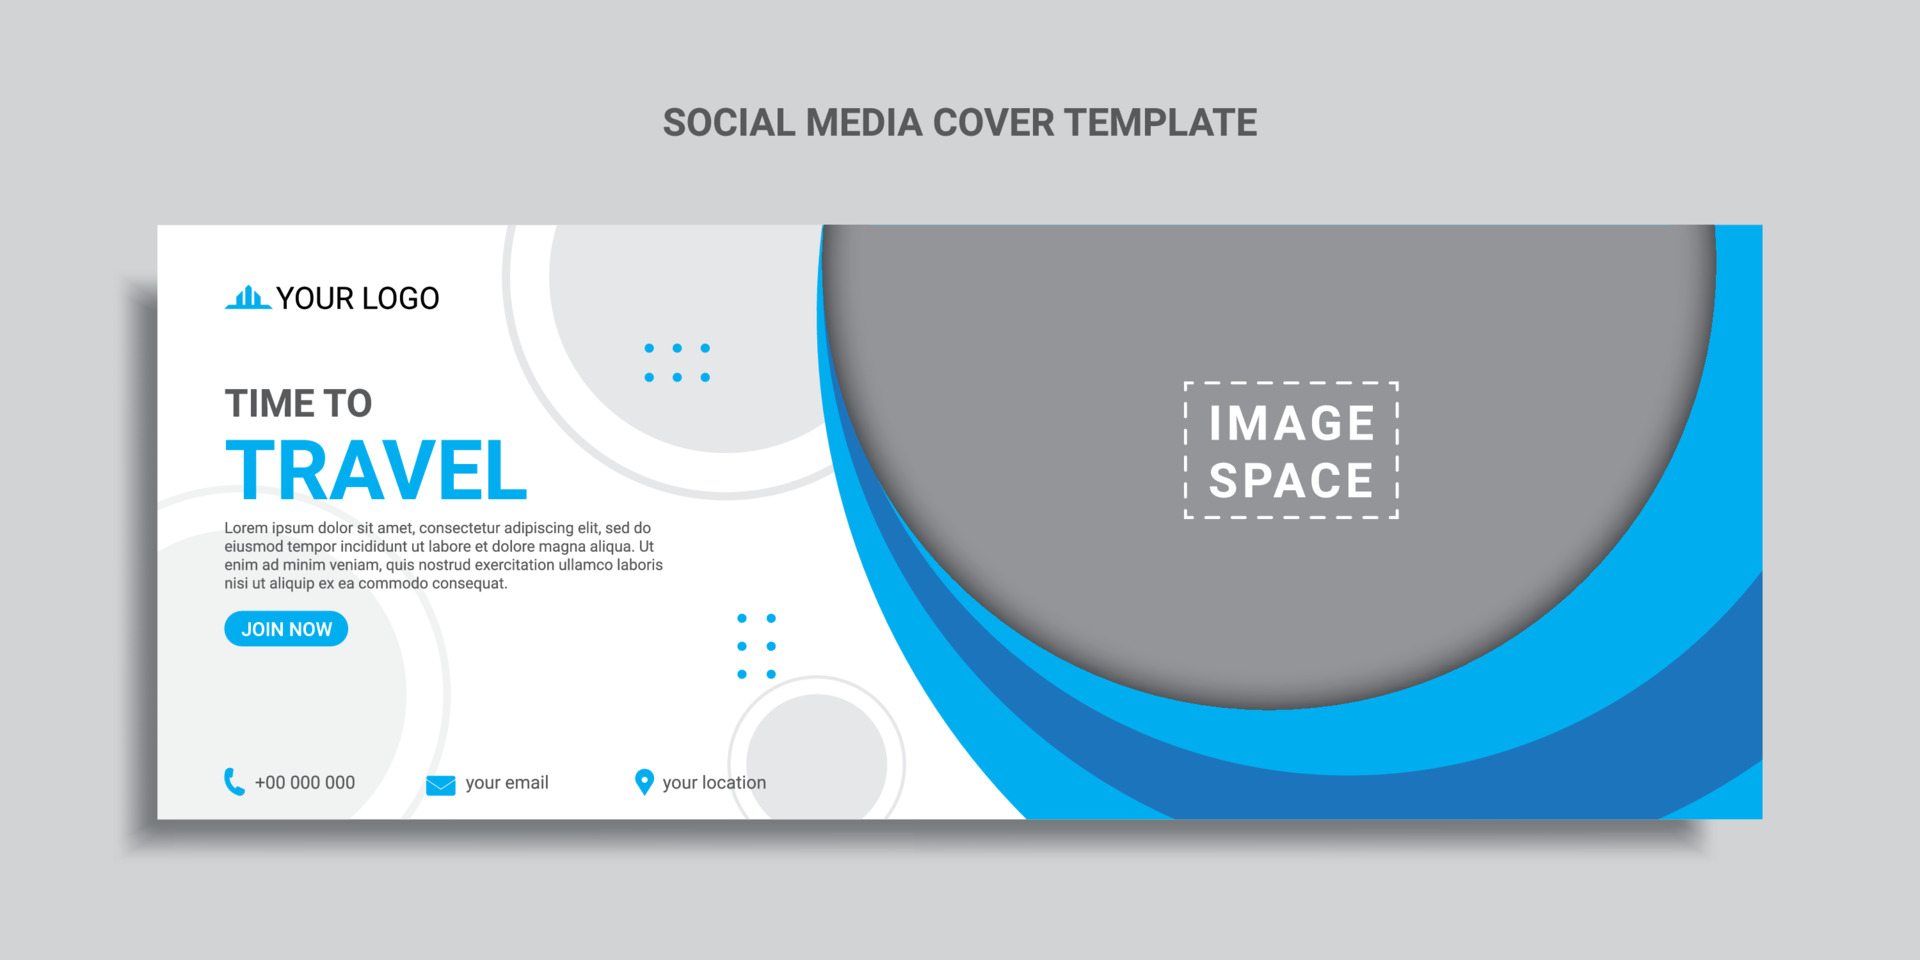 SOCIAL MEDIA COVER TEMPLATE
YOUR LOGO
TIME TO
TRAVEL
Lorem ipsum dolor sit amet, consectetur adipiscing elit, sed do
eiusmod tempor incididunt ut labore et dolore magna aliqua. Ut
enim ad minim veniam, quis nostrud exercitation ullamco laboris
nisi ut aliquip ex ea commodo consequat.
JOIN NOW
+00 000 000
your email
your location
IMAGE
SPACE